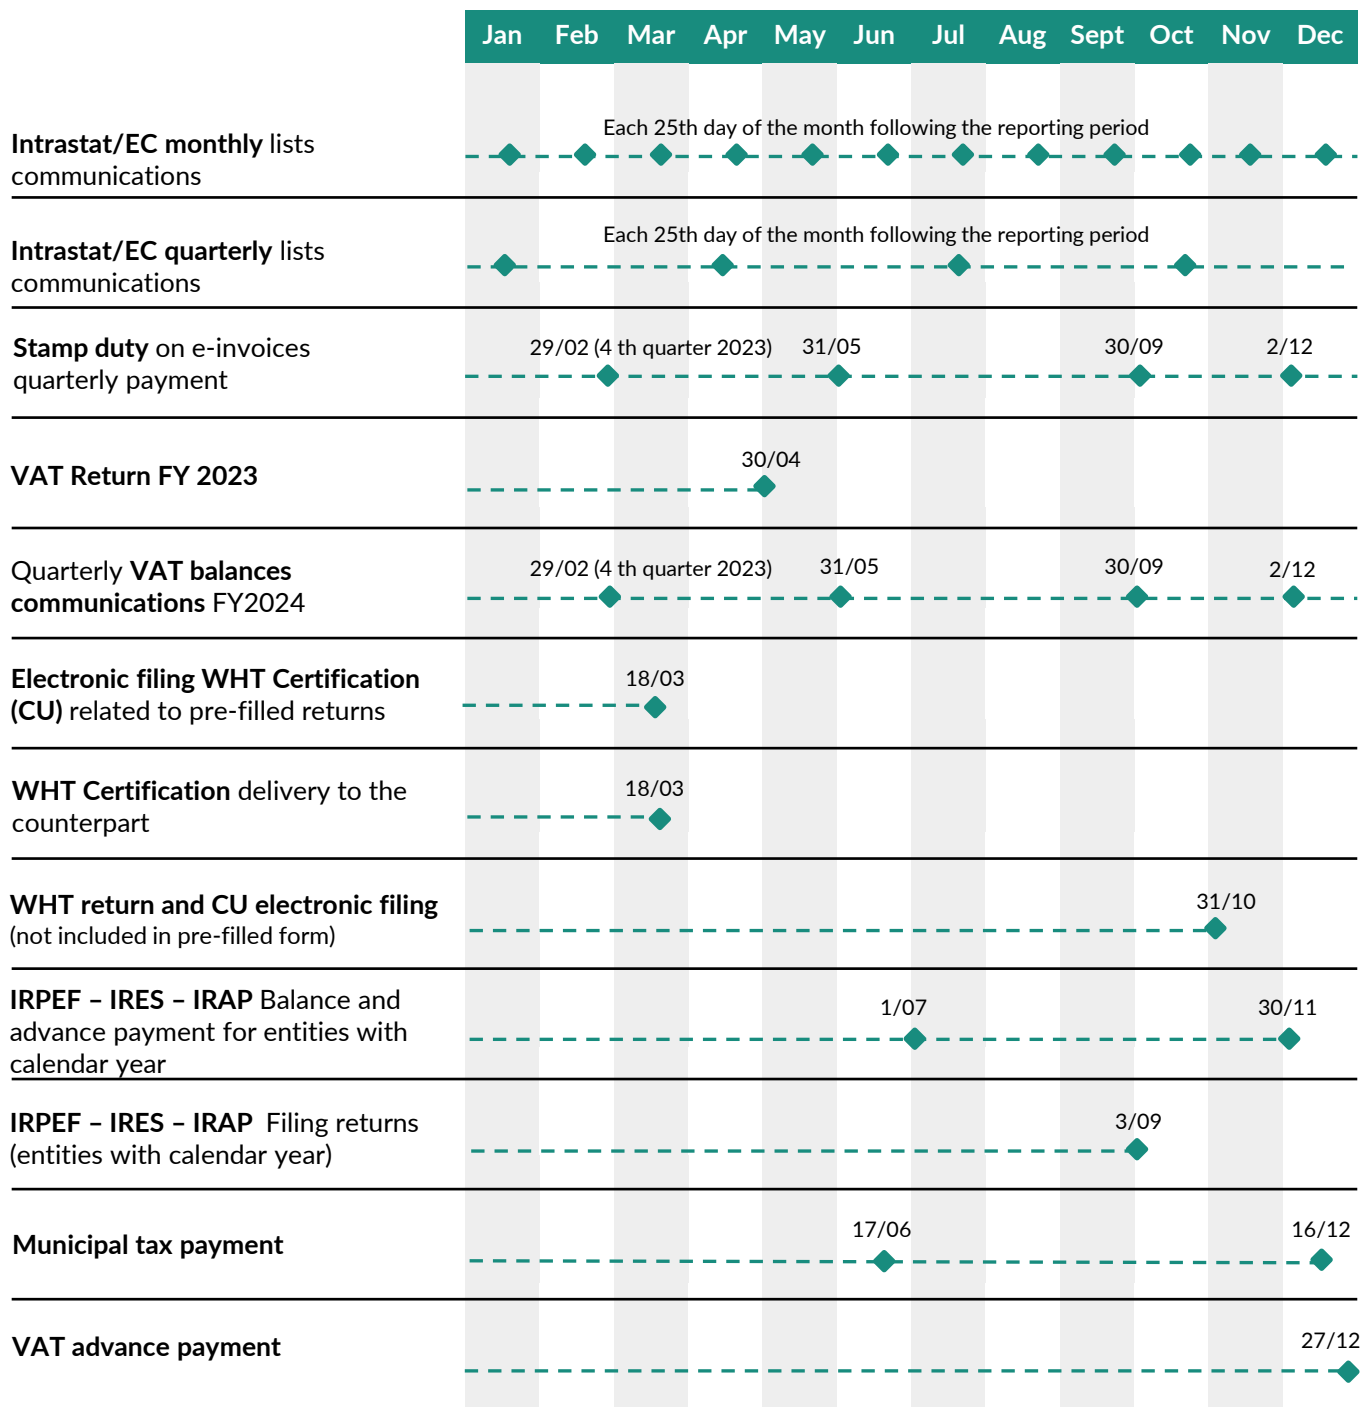 Jan Feb Mar Apr May Jun Jul Aug Sept Oct Nov Dec
Each 25th day of the month following the reporting period
Intrastat/EC monthly lists
communications
Each 25th day of the month following the reporting period
Intrastat/EC quarterly lists
communications
29/02 (4 th quarter 2023) 31/05 30/09 2/12
Stamp duty on e-invoices
quarterly payment
30/04
VAT Return FY 2023
29/02 (4 th quarter 2023) 31/05 30/09 2/12
Quarterly VAT balances
communications FY2024
18/03
Electronic filing WHT Certification
(CU) related to pre-filled returns
18/03
WHT Certification delivery to the
counterpart
31/10
WHT return and CU electronic filing
(not included in pre-filled form)
1/07 30/11
IRPEF – IRES – IRAP Balance and
advance payment for entities with
calendar year
3/09
IRPEF – IRES – IRAP Filing returns
(entities with calendar year)
17/06 16/12
Municipal tax payment
27/12
VAT advance payment